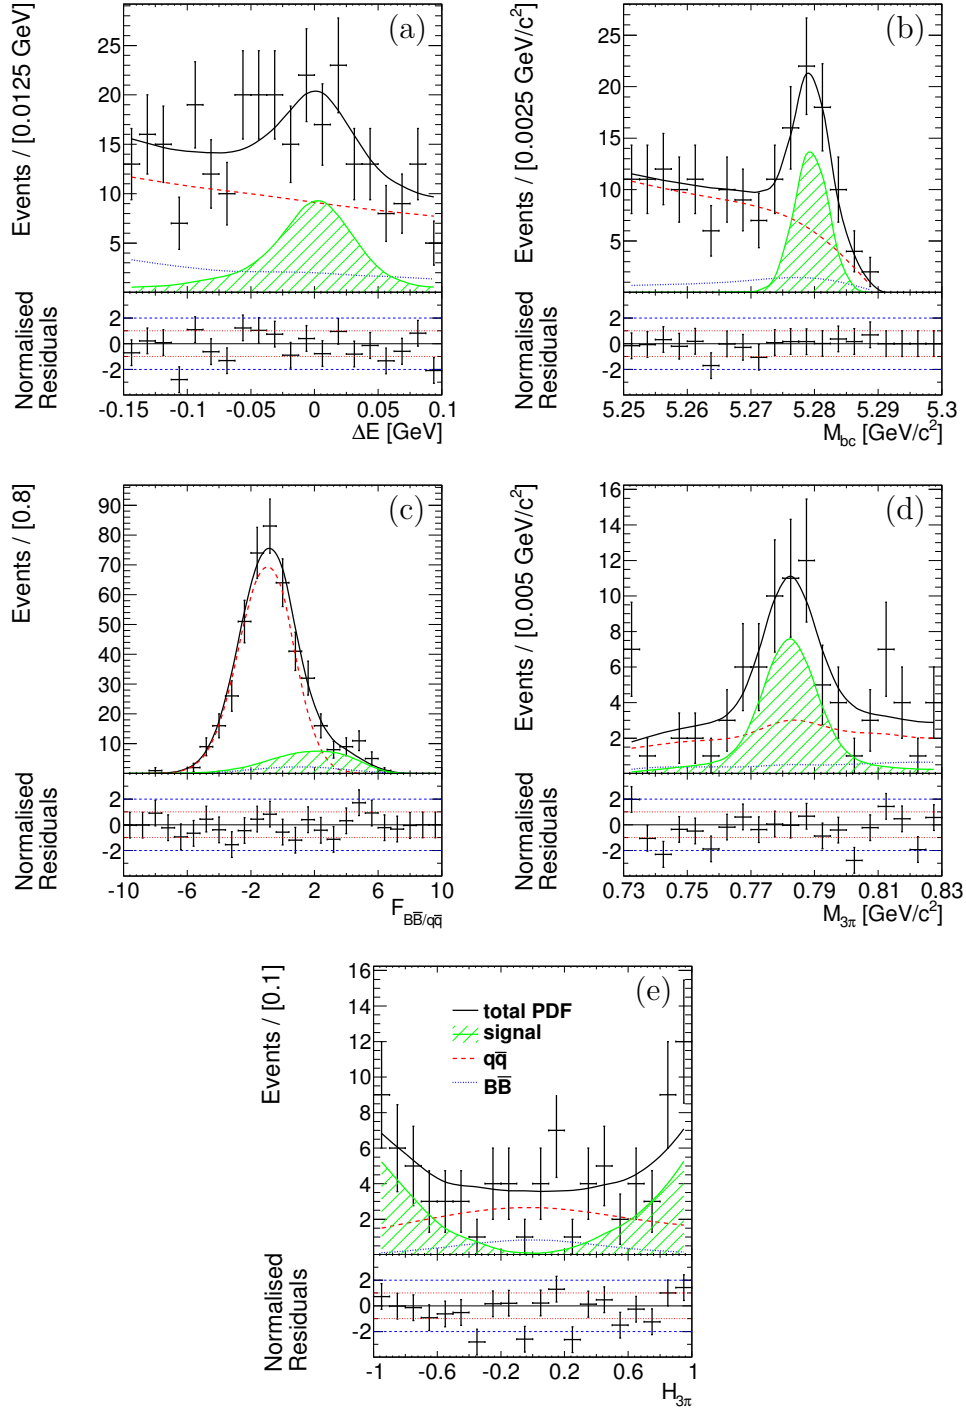 (a)
Events / [0.0125 GeV]
25
20
15
10
5
Normalised
Residuals
2
0
-2
-0.15 -0.1 -0.05 0 0.05 0.1
ΔE [GeV]
(b)
Events / [0.0025 GeV/c²]
25
20
15
10
5
Normalised
Residuals
2
0
-2
5.25 5.26 5.27 5.28 5.29 5.3
M_bc [GeV/c²]
(c)
Events / [0.8]
90
80
70
60
50
40
30
20
10
Normalised
Residuals
2
0
-2
-10 -6 -2 2 6 10
F_BB̅/qq̅
(d)
Events / [0.005 GeV/c²]
16
14
12
10
8
6
4
2
Normalised
Residuals
2
0
-2
0.73 0.75 0.77 0.79 0.81 0.83
M_3π [GeV/c²]
(e)
Events / [0.1]
16
14
12
10
8
6
4
2
total PDF
signal
qq̅
BB̅
Normalised
Residuals
2
0
-2
-1 -0.6 -0.2 0.2 0.6 1
H_3π